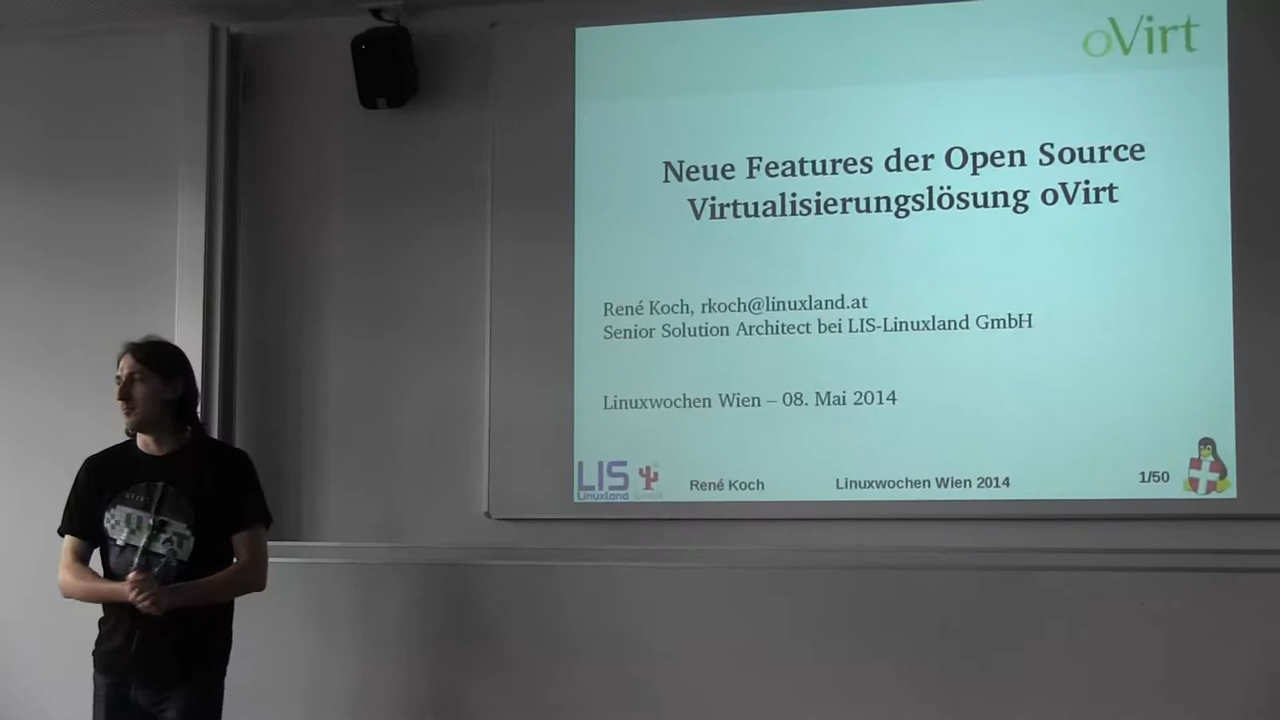 oVirt
Neue Features der Open Source
Virtualisierungslösung oVirt
René Koch, rkoch@linuxland.at
Senior Solution Architect bei LIS-Linuxland GmbH
Linuxwochen Wien – 08. Mai 2014
LIS
Linuxland
René Koch
Linuxwochen Wien 2014
1/50